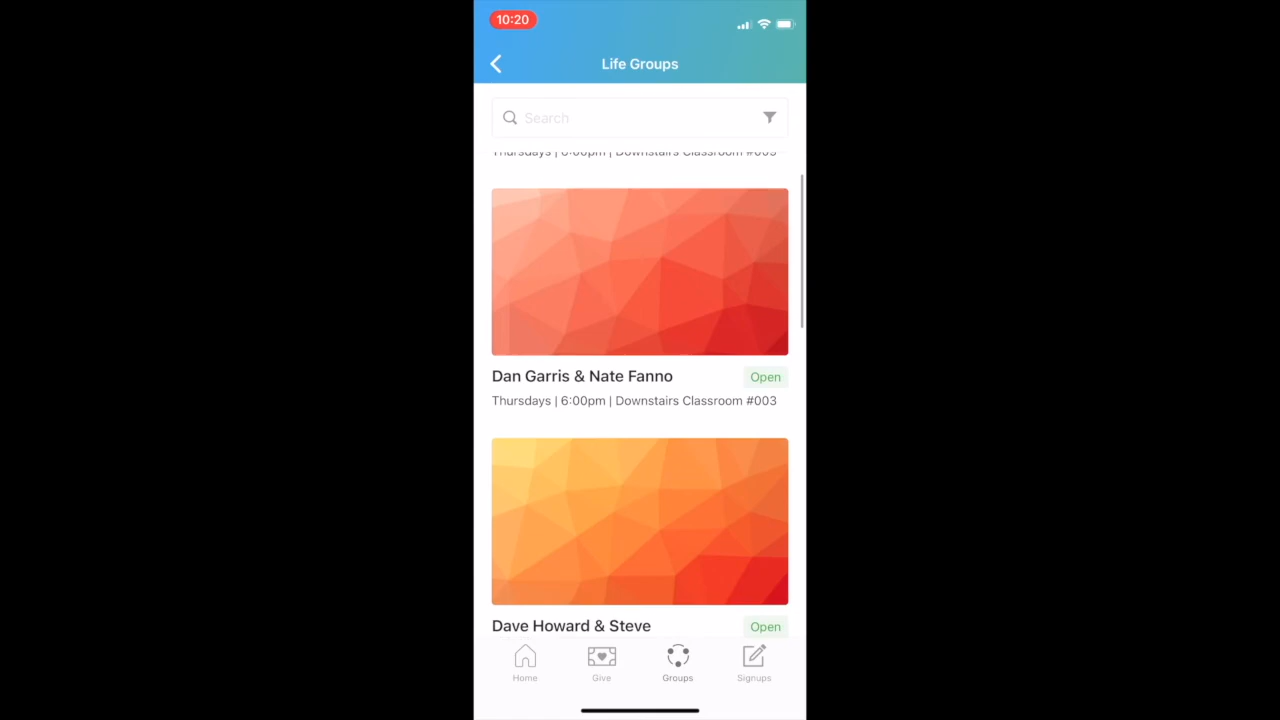 10:20
Life Groups
Search
Thursdays | 6:00pm | Downstairs Classroom
Dan Garris & Nate Fanno
Open
Thursdays | 6:00pm | Downstairs Classroom #003
Dave Howard & Steve
Open
Home
Give
Groups
Signups